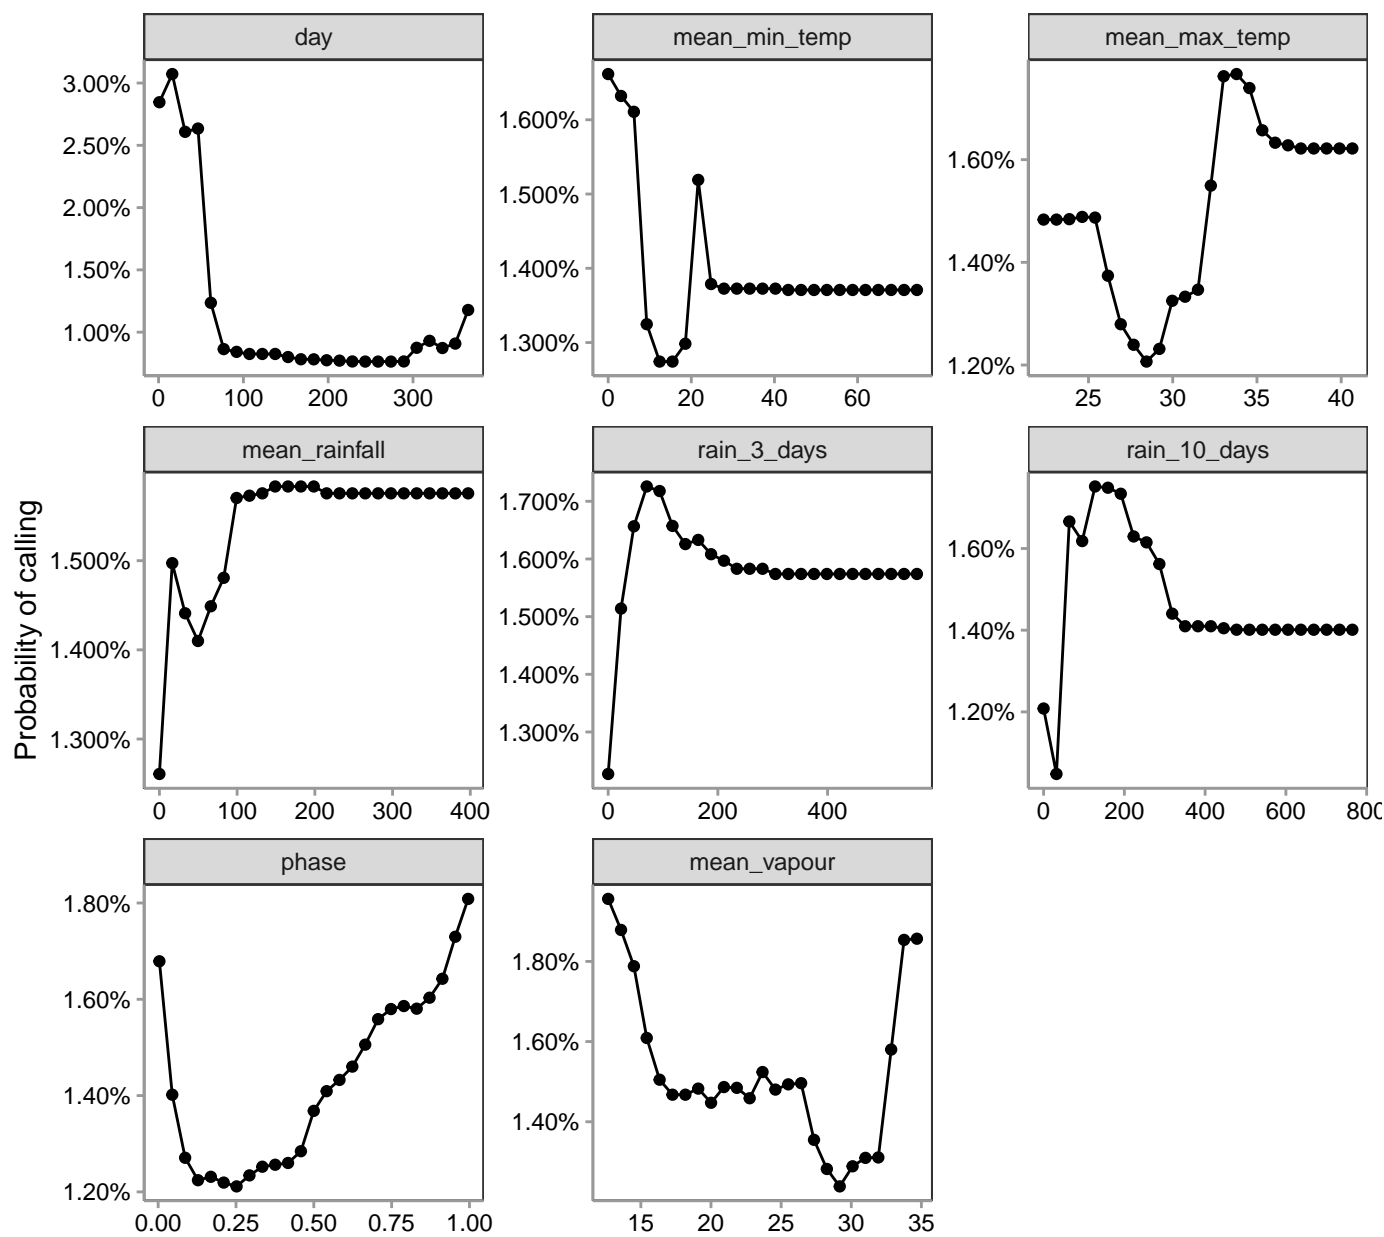 day
mean_min_temp
mean_max_temp
3.00%
2.50%
2.00%
1.50%
1.00%
0 100 200 300
1.600%
1.500%
1.400%
1.300%
0 20 40 60
1.60%
1.40%
1.20%
25 30 35 40
Probability of calling
mean_rainfall
rain_3_days
rain_10_days
1.500%
1.400%
1.300%
0 100 200 300 400
1.700%
1.600%
1.500%
1.400%
1.300%
0 200 400
1.60%
1.40%
1.20%
0 200 400 600 800
phase
mean_vapour
1.80%
1.60%
1.40%
1.20%
0.00 0.25 0.50 0.75 1.00
1.80%
1.60%
1.40%
15 20 25 30 35